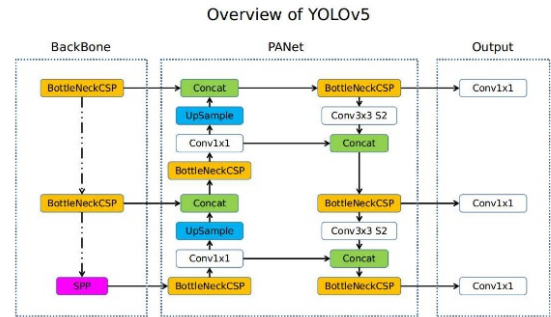 Overview of YOLOv5
BackBone PANet Output
BottleNeckCSP Concat BottleNeckCSP Conv1x1
UpSample Conv3x3 S2
Conv1x1 Concat
BottleNeckCSP
BottleNeckCSP Concat BottleNeckCSP Conv1x1
UpSample Conv3x3 S2
Conv1x1 Concat
SPP BottleNeckCSP BottleNeckCSP Conv1x1